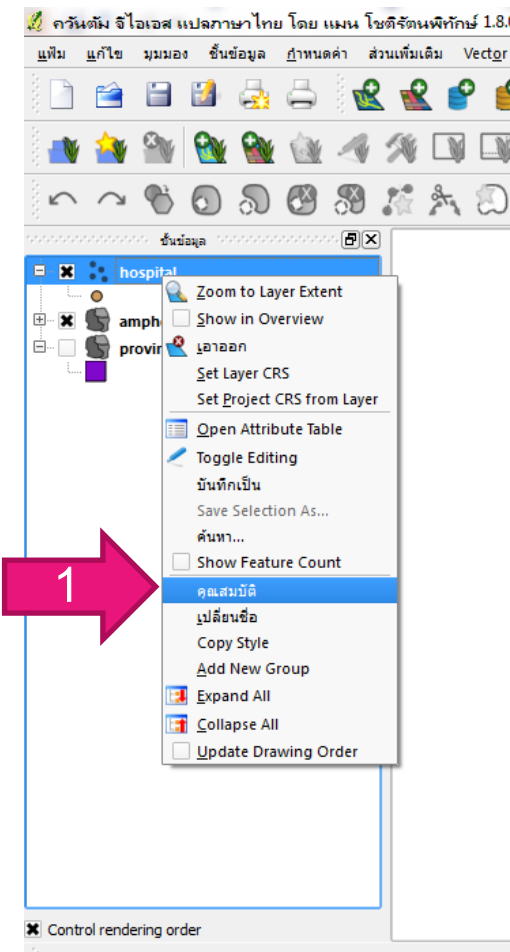 ควันตัม จีไอเอส แปลภาษาไทย โดย แมน โชติรัตนพิทักษ์ 1.8.
แฟ้ม แก้ไข มุมมอง ชั้นข้อมูล กำหนดค่า ส่วนเพิ่มเติม Vector
ชั้นข้อมูล
hospital
Zoom to Layer Extent
amph
Show in Overview
provin
เอาออก
Set Layer CRS
Set Project CRS from Layer
Open Attribute Table
Toggle Editing
บันทึกเป็น
Save Selection As...
ค้นหา...
Show Feature Count
1
คุณสมบัติ
เปลี่ยนชื่อ
Copy Style
Add New Group
Expand All
Collapse All
Update Drawing Order
Control rendering order